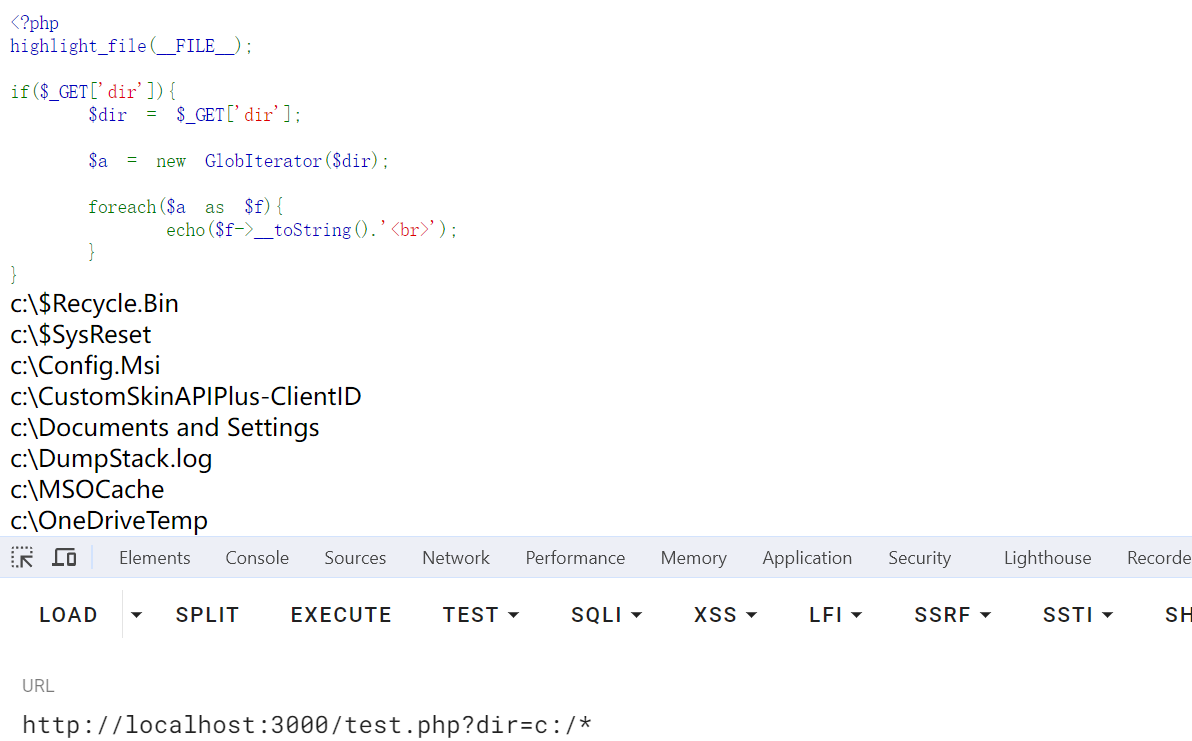 <?php
highlight_file(__FILE__);
if($_GET['dir']){
$dir = $_GET['dir'];
$a = new GlobIterator($dir);
foreach($a as $f){
echo($f->__toString().'<br>');
}
}
c:\$Recycle.Bin
c:\$SysReset
c:\Config.Msi
c:\CustomSkinAPIPlus-ClientID
c:\Documents and Settings
c:\DumpStack.log
c:\MSOCache
c:\OneDriveTemp
Elements Console Sources Network Performance Memory Application Security Lighthouse Recorde
LOAD SPLIT EXECUTE TEST SQLI XSS LFI SSRF SSTI SH
URL
http://localhost:3000/test.php?dir=c:/*